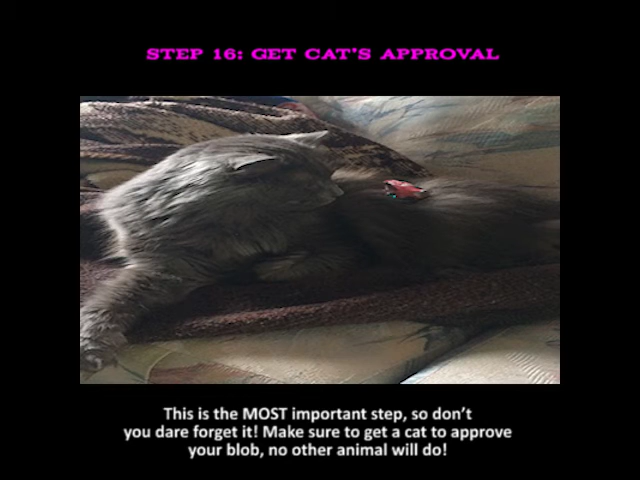 STEP 16: GET CAT'S APPROVAL
This is the MOST important step, so don't
you dare forget it! Make sure to get a cat to approve
your blob, no other animal will do!